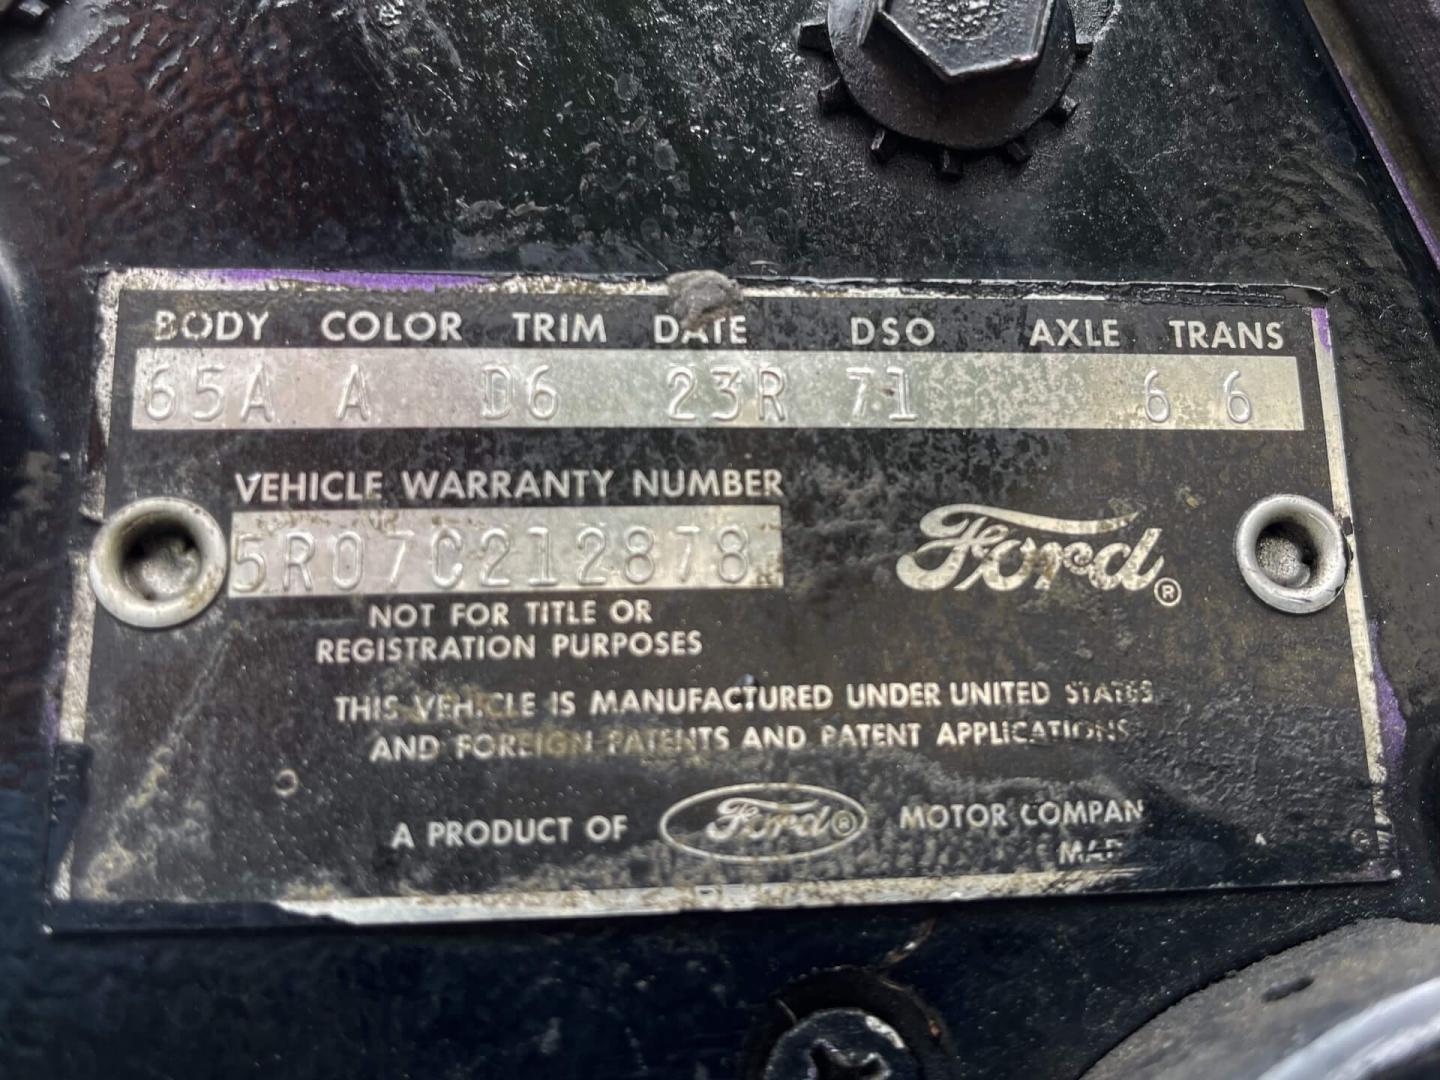 BODY COLOR TRIM DATE DSO AXLE TRANS
65A A D6 23R 71 6 6
VEHICLE WARRANTY NUMBER
5R07C212878
Ford®
NOT FOR TITLE OR
REGISTRATION PURPOSES
THIS VEHICLE IS MANUFACTURED UNDER UNITED STATES
AND FOREIGN PATENTS AND PATENT APPLICATIONS
A PRODUCT OF Ford® MOTOR COMPAN